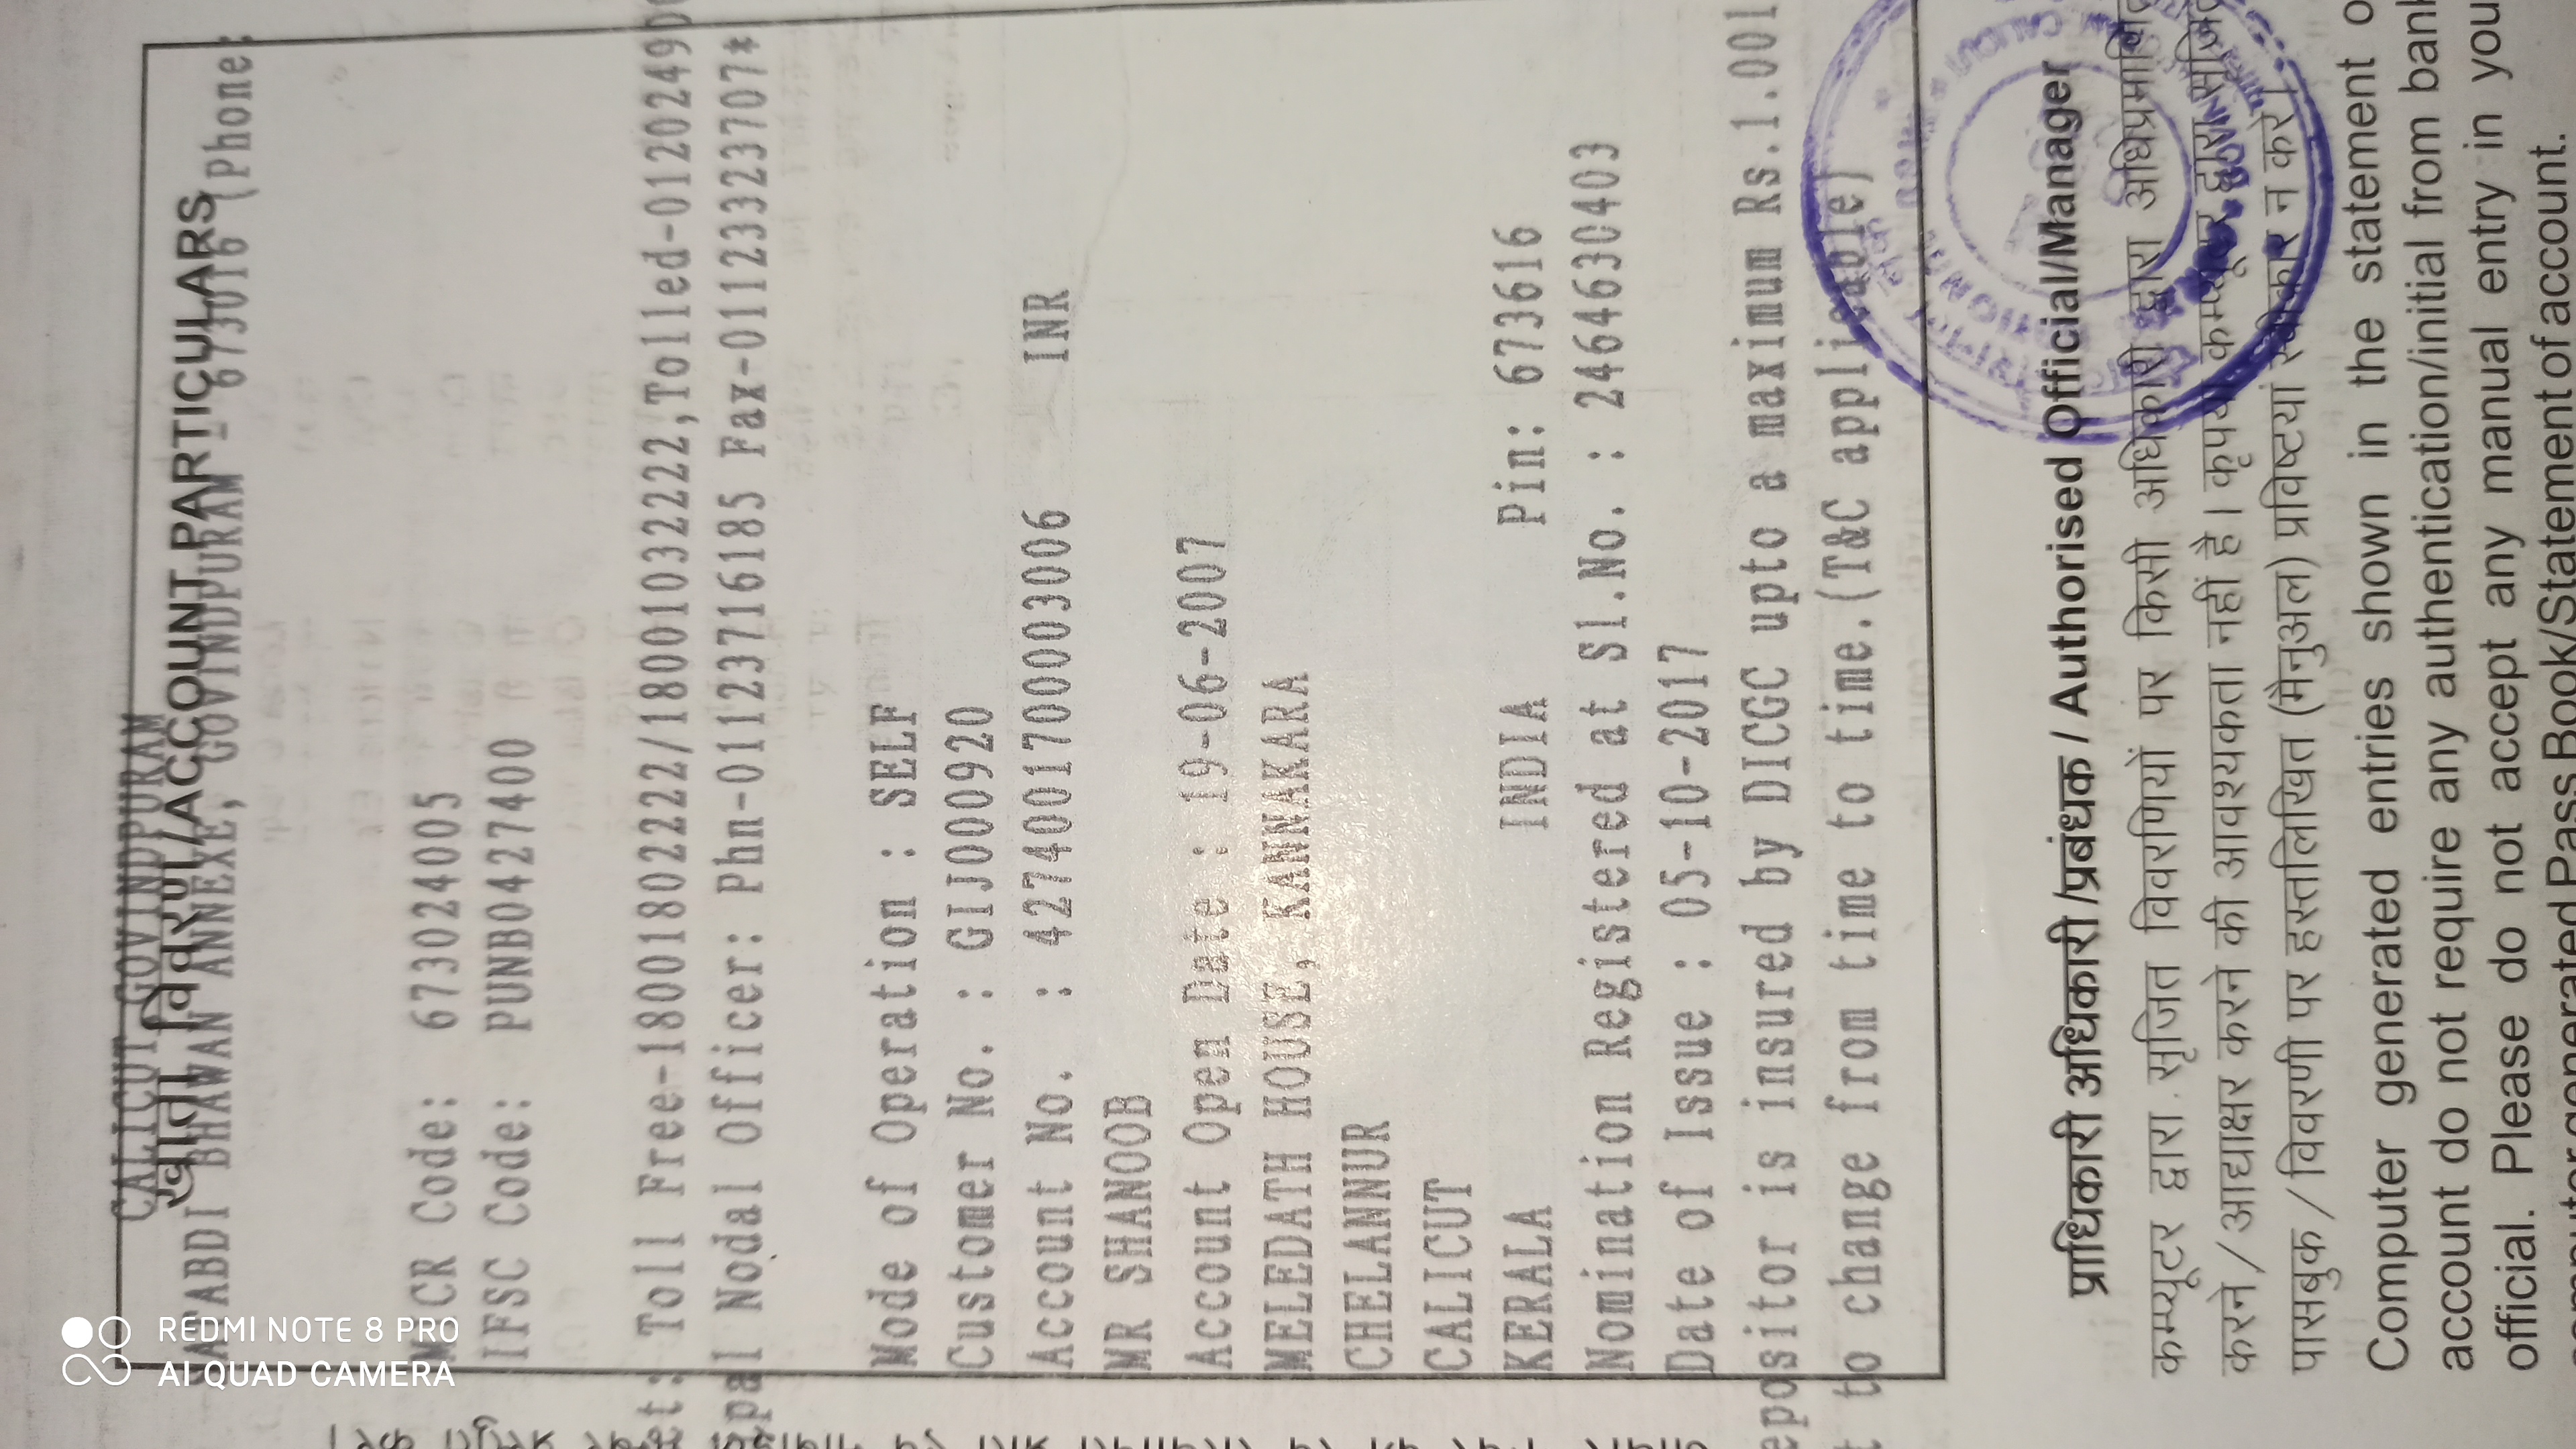 CALICUT GOVINDPURAM
खाता विवरण/ACCOUNT PARTICULARS
BHAWAN ANNEXE, GOVINDPURAM - 673016 (Phone:
MICR Code: 673024005
IFSC Code: PUNB0427400
et: Toll Free-18001802222/18001032222,Tolled-0120249
pal Nodal Officer: Phn-01123716185 Fax-01123323707*
Mode of Operation : SELF
Customer No. : GIJ000920
Account No. : 4274001700003006 INR
MR SHANOOB
Account Open Date : 19-06-2007
MELEDATH HOUSE, KANNAKARA
CHELANNUR
CALICUT
KERALA INDIA Pin: 673616
Nomination Registered at Sl.No. : 24646304​03
Date of Issue : 05-10-2017
epositor is insured by DICGC upto a maximum Rs.1.00l
t to change from time to time.(T&C applicable)
प्राधिकारी अधिकारी /प्रबंधक / Authorised Official/Manager
कम्प्यूटर द्वारा सृजित विवरणियों पर किसी अधिकारी द्वारा अधिप्रमाणित
करने / आद्याक्षर करने की आवश्यकता नहीं है। कृपया कम्प्यूटर द्वारा सृजित
पासबुक / विवरणी पर हस्तलिखित (मैनुअल) प्रविष्टयां स्वीकार न करें।
Computer generated entries shown in the statement o
account do not require any authentication/initial from bank
official. Please do not accept any manual entry in you
computer generated Pass Book/Statement of account.
REDMI NOTE 8 PRO
AI QUAD CAMERA